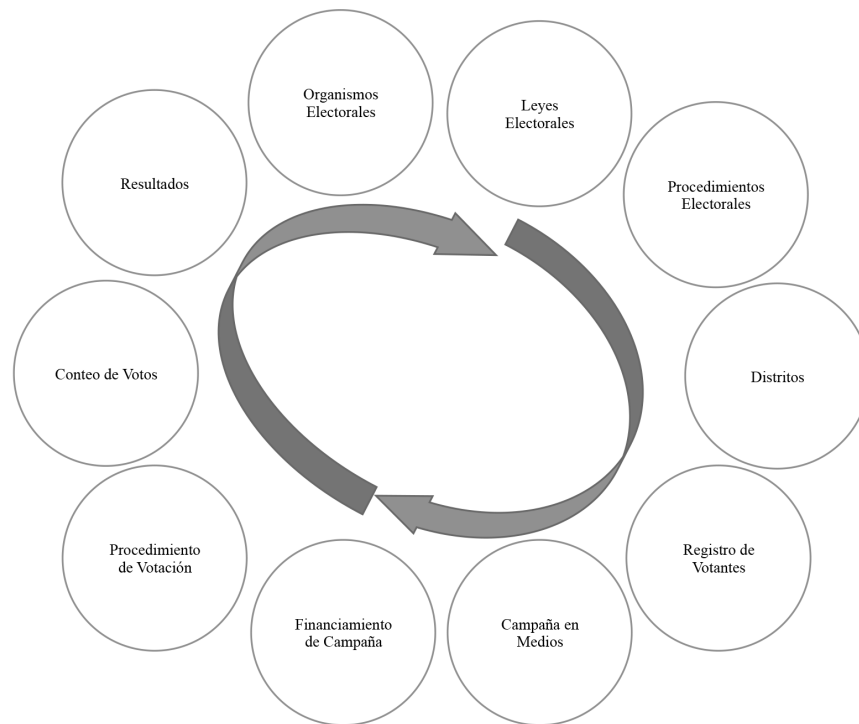 Organismos
Electorales
Leyes
Electorales
Procedimientos
Electorales
Distritos
Registro de
Votantes
Campaña en
Medios
Financiamiento
de Campaña
Procedimiento
de Votación
Conteo de Votos
Resultados